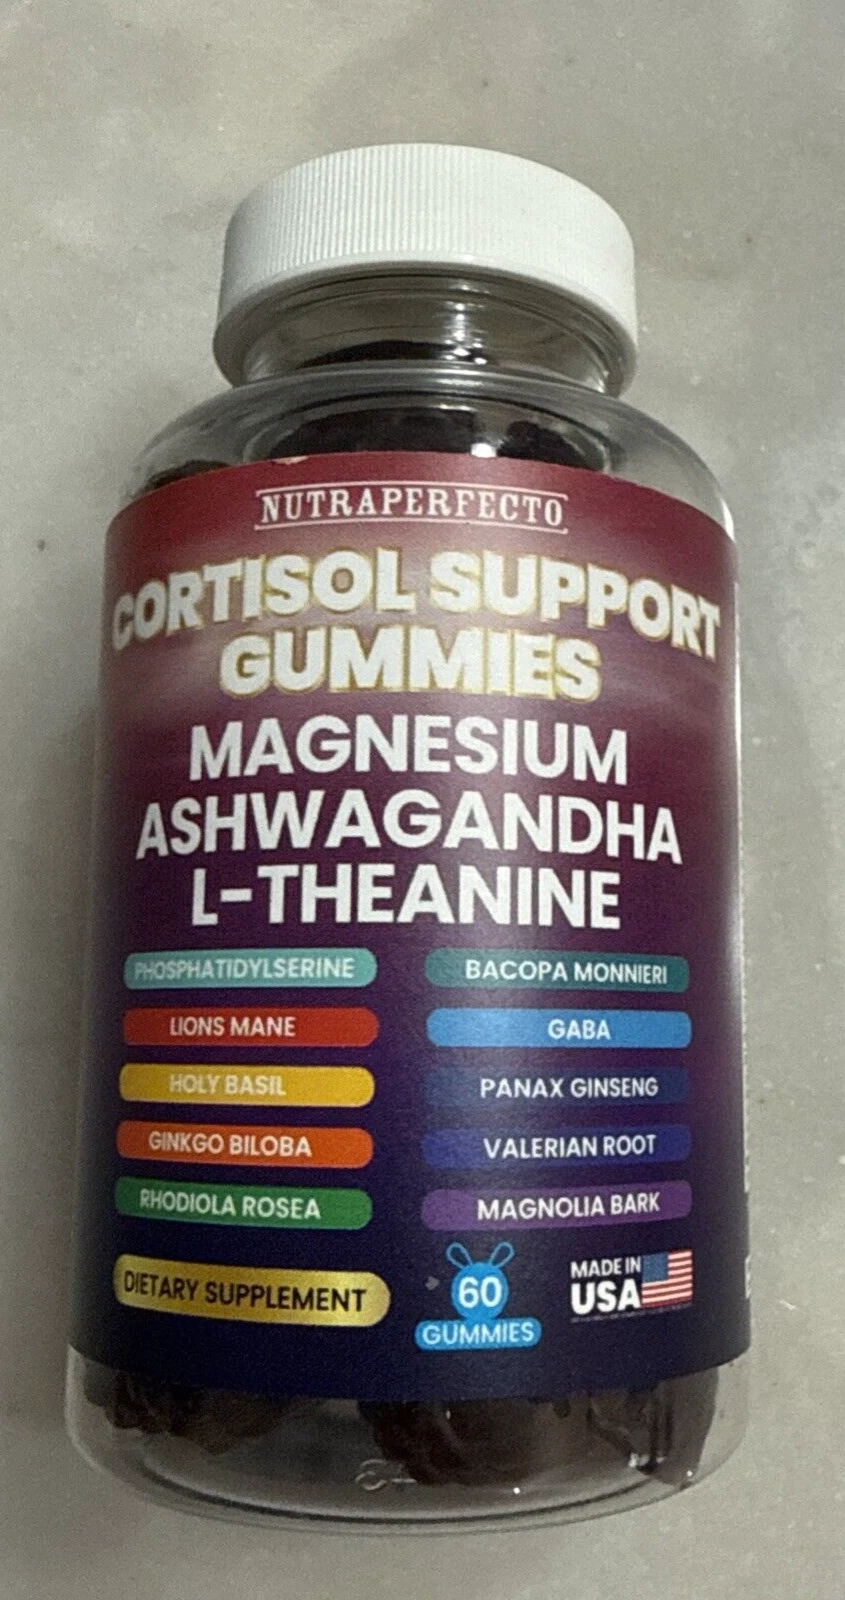 NUTRAPERFECTO
CORTISOL SUPPORT
GUMMIES
MAGNESIUM
ASHWAGANDHA
L-THEANINE
PHOSPHATIDYLSERINE BACOPA MONNIERI
LIONS MANE GABA
HOLY BASIL PANAX GINSENG
GINKGO BILOBA VALERIAN ROOT
RHODIOLA ROSEA MAGNOLIA BARK
DIETARY SUPPLEMENT
60
GUMMIES
MADE IN
USA